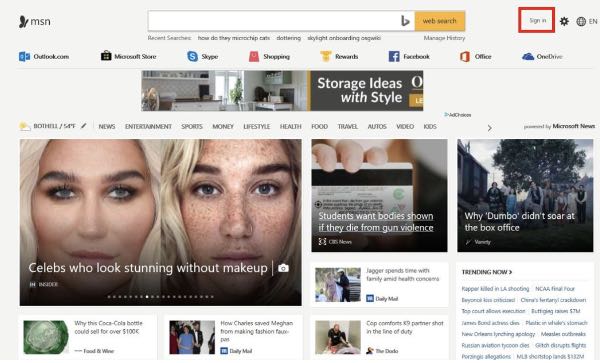 msn
web search
Sign in
EN
Recent Searches: how do they microchip cats dottering skylight onboarding osgwiki
Manage History
Outlook.com
Microsoft Store
Skype
Shopping
Rewards
Facebook
Office
OneDrive
Storage Ideas
with Style
AdChoices
BOTHELL / 54°F
NEWS ENTERTAINMENT SPORTS MONEY LIFESTYLE HEALTH FOOD TRAVEL AUTOS VIDEO KIDS
powered by Microsoft News
Celebs who look stunning without makeup
INSIDER
Students want bodies shown
if they die from gun violence
CBS News
Why 'Dumbo' didn't soar at
the box office
Variety
Why this Coca-Cola bottle
could sell for over $100
Food & Wine
How Charles saved Meghan
from making fashion faux-
Daily Mail
Jagger spends time with
family amid health concerns
Daily Mail
Cop comforts K9 partner shot
in the line of duty
The Dodo
TRENDING NOW
Rapper killed in LA shooting
NCAA Final Four
Beyoncé loss criticized
China's fentanyl crackdown
Top court allows execution
Buttigieg raises $7M
James Bond actress dies
Plastic in whale's stomach
New Orleans lynching apology
Measles outbreaks
Russian aviation tycoon dies
Glitch disrupts flights
Porzingis allegations
MLB shortstop lands $132M